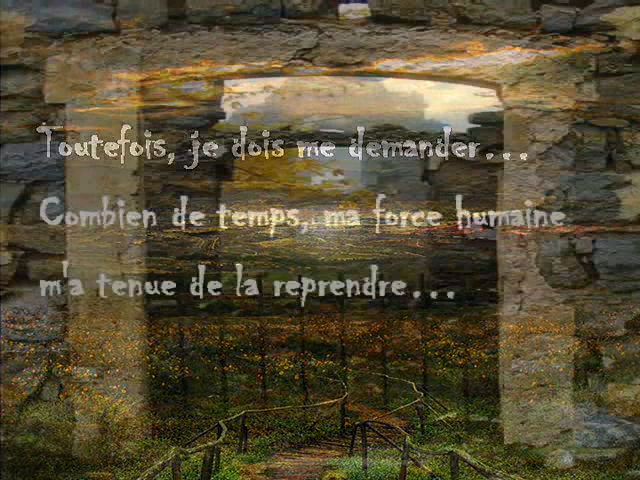 Toutefois, je dois me demander...
Combien de temps, ma force humaine
m'a tenue de la reprendre...